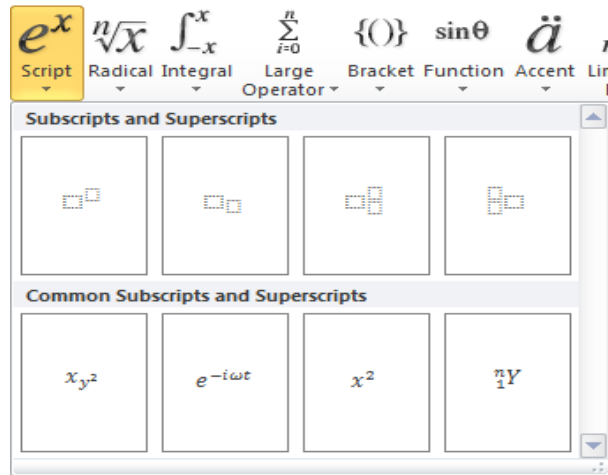 eˣ ⁿ√x ∫₋ₓˣ ∑ᵢ₌₀ⁿ {()} sinθ ä
Script Radical Integral Large Operator Bracket Function Accent
Subscripts and Superscripts
Common Subscripts and Superscripts
x_{y²} e^{-iωt} x² ⁿ₁Y